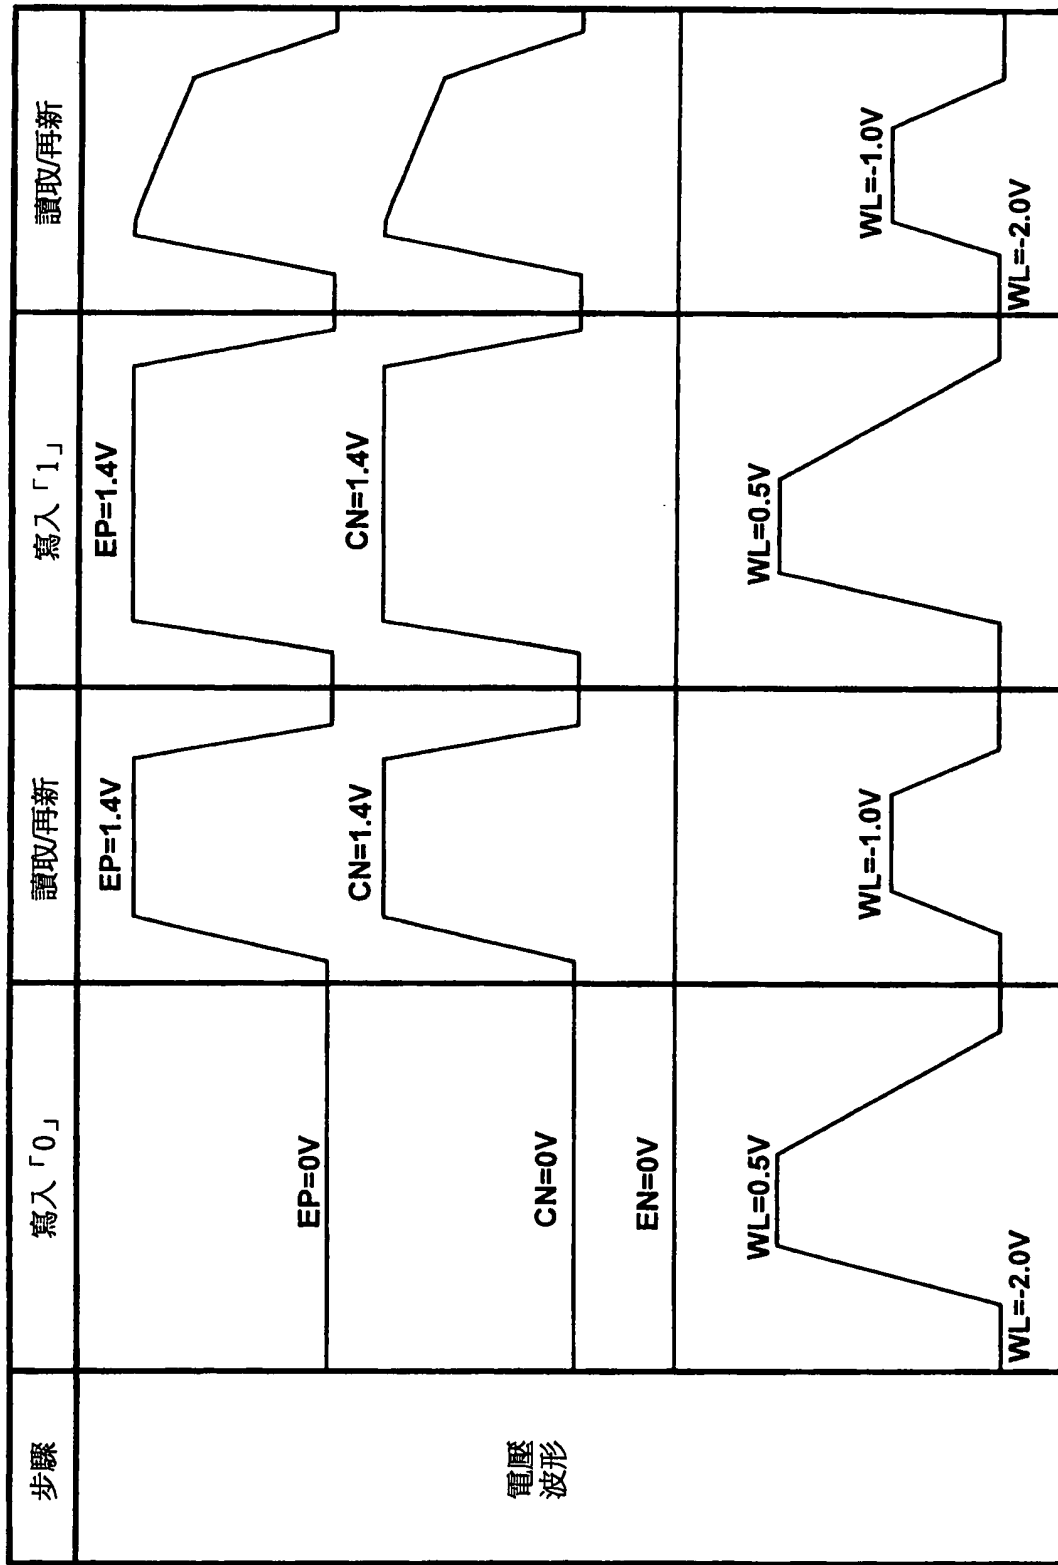 步驟
寫入「0」
讀取/再新
寫入「1」
讀取/再新
電壓
波形
EP=0V
EP=1.4V
EP=1.4V
CN=0V
CN=1.4V
CN=1.4V
EN=0V
WL=0.5V
WL=-1.0V
WL=0.5V
WL=-1.0V
WL=-2.0V
WL=-2.0V